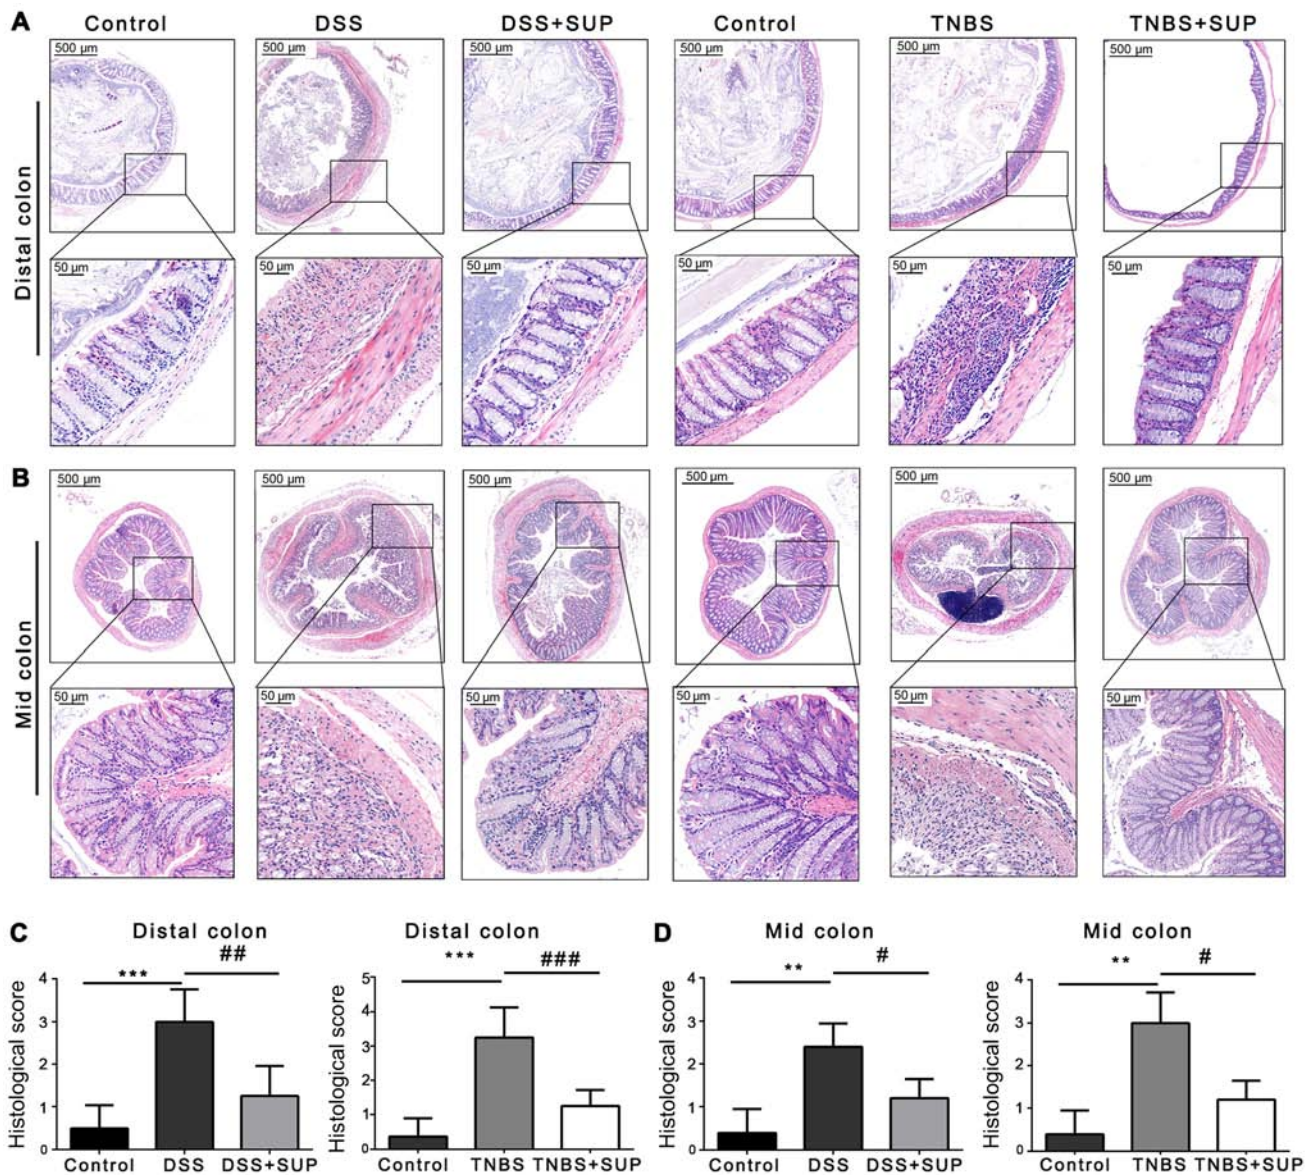 A
Control DSS DSS+SUP Control TNBS TNBS+SUP
500 µm 500 µm 500 µm 500 µm 500 µm 500 µm
Distal colon
50 µm 50 µm 50 µm 50 µm 50 µm 50 µm
B
500 µm 500 µm 500 µm 500 µm 500 µm 500 µm
Mid colon
50 µm 50 µm 50 µm 50 µm 50 µm 50 µm
C
Distal colon
Histological score
4
3
2
1
0
*** ##
Control DSS DSS+SUP
Distal colon
Histological score
5
4
3
2
1
0
*** ###
Control TNBS TNBS+SUP
D
Mid colon
Histological score
4
3
2
1
0
** #
Control DSS DSS+SUP
Mid colon
Histological score
4
3
2
1
0
** #
Control TNBS TNBS+SUP